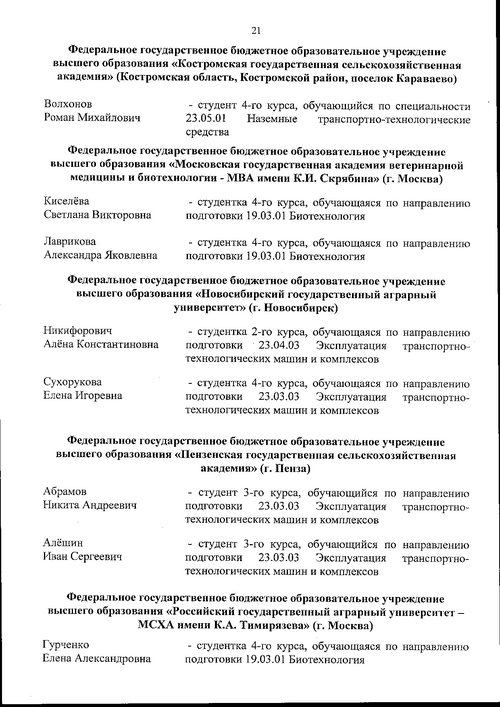 21
Федеральное государственное бюджетное образовательное учреждение
высшего образования «Костромская государственная сельскохозяйственная
академия» (Костромская область, Костромской район, поселок Караваево)
Волхонов
Роман Михайлович
- студент 4-го курса, обучающийся по специальности
23.05.01 Наземные транспортно-технологические
средства
Федеральное государственное бюджетное образовательное учреждение
высшего образования «Московская государственная академия ветеринарной
медицины и биотехнологии - МВА имени К.И. Скрябина» (г. Москва)
Киселёва
Светлана Викторовна
- студентка 4-го курса, обучающаяся по направлению
подготовки 19.03.01 Биотехнология
Лаврикова
Александра Яковлевна
- студентка 4-го курса, обучающаяся по направлению
подготовки 19.03.01 Биотехнология
Федеральное государственное бюджетное образовательное учреждение
высшего образования «Новосибирский государственный аграрный
университет» (г. Новосибирск)
Никифорович
Алёна Константиновна
- студентка 2-го курса, обучающаяся по направлению
подготовки 23.04.03 Эксплуатация транспортно-
технологических машин и комплексов
Сухорукова
Елена Игоревна
- студентка 4-го курса, обучающаяся по направлению
подготовки 23.03.03 Эксплуатация транспортно-
технологических машин и комплексов
Федеральное государственное бюджетное образовательное учреждение
высшего образования «Пензенская государственная сельскохозяйственная
академия» (г. Пенза)
Абрамов
Никита Андреевич
- студент 3-го курса, обучающийся по направлению
подготовки 23.03.03 Эксплуатация транспортно-
технологических машин и комплексов
Алёшин
Иван Сергеевич
- студент 3-го курса, обучающийся по направлению
подготовки 23.03.03 Эксплуатация транспортно-
технологических машин и комплексов
Федеральное государственное бюджетное образовательное учреждение
высшего образования «Российский государственный аграрный университет –
МСХА имени К.А. Тимирязева» (г. Москва)
Гурченко
Елена Александровна
- студентка 4-го курса, обучающаяся по направлению
подготовки 19.03.01 Биотехнология